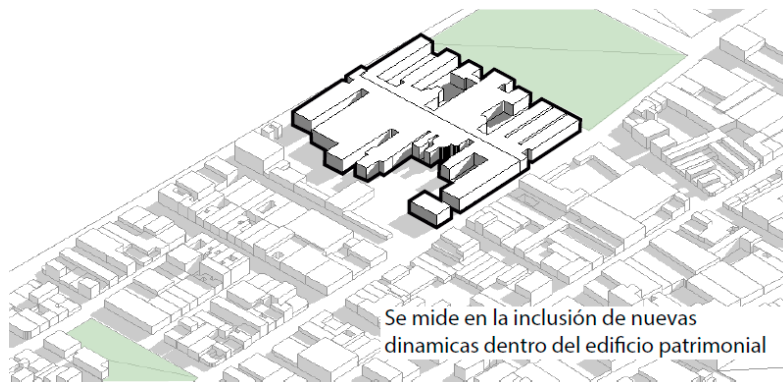 Se mide en la inclusión de nuevas
dinamicas dentro del edificio patrimonial